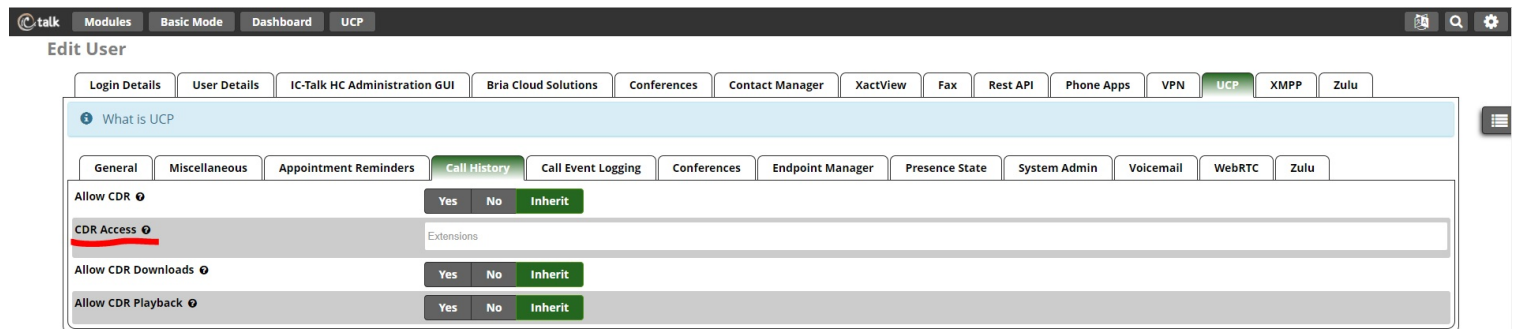 C talk Modules Basic Mode Dashboard UCP
Edit User
Login Details User Details IC-Talk HC Administration GUI Bria Cloud Solutions Conferences Contact Manager XactView Fax Rest API Phone Apps VPN UCP XMPP Zulu
What is UCP
General Miscellaneous Appointment Reminders Call History Call Event Logging Conferences Endpoint Manager Presence State System Admin Voicemail WebRTC Zulu
Allow CDR Yes No Inherit
CDR Access Extensions
Allow CDR Downloads Yes No Inherit
Allow CDR Playback Yes No Inherit